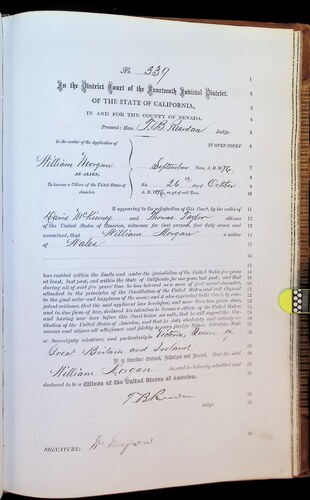 No 339
In the District Court of the Fourteenth Judicial District,
OF THE STATE OF CALIFORNIA,
IN AND FOR THE COUNTY OF NEVADA.
Present: Hon. T. B. Reardan Judge.
In the matter of the Application of
William Morgan
AN ALIEN,
To become a Citizen of the United States of America.
IN OPEN COURT
September Term, A. D. 1876
this 26th day of October
A. D. 1876, as yet of said Term.
It appearing to the satisfaction of this Court, by the oaths of
David McKinney and Thomas Taylor citizens
of the United States of America, witnesses for that purpose, first duly sworn and
examined, that William Morgan a native
of Wales
has resided within the limits and under the jurisdiction of the United States five years
at least, last past, and within the State of California for one year, last past; and that
during all of said five years' time he has behaved as a man of good moral character,
attached to the principles of the Constitution of the United States, and well disposed
to the good order and happiness of the same; and it also appearing to the Court, by competent
evidence, that the said applicant has heretofore, and more than two years since,
and in due form of law, declared his intention to become a citizen of the United States,
and having now here before this Court taken an oath, that he will support the Constitution
of the United States of America, and that he doth absolutely and entirely
renounce and abjure all allegiance and fidelity to every foreign Prince, Potentate, State
or Sovereignty whatever, and particularly to Victoria, Queen of
Great Britain and Ireland
It is therefore Ordered, Adjudged and Decreed, That the said
William Morgan be, and he is hereby admitted and
declared to be a Citizen of the United States of America.
T. B. Reardan
Judge.
SIGNATURE: Wm Morgan